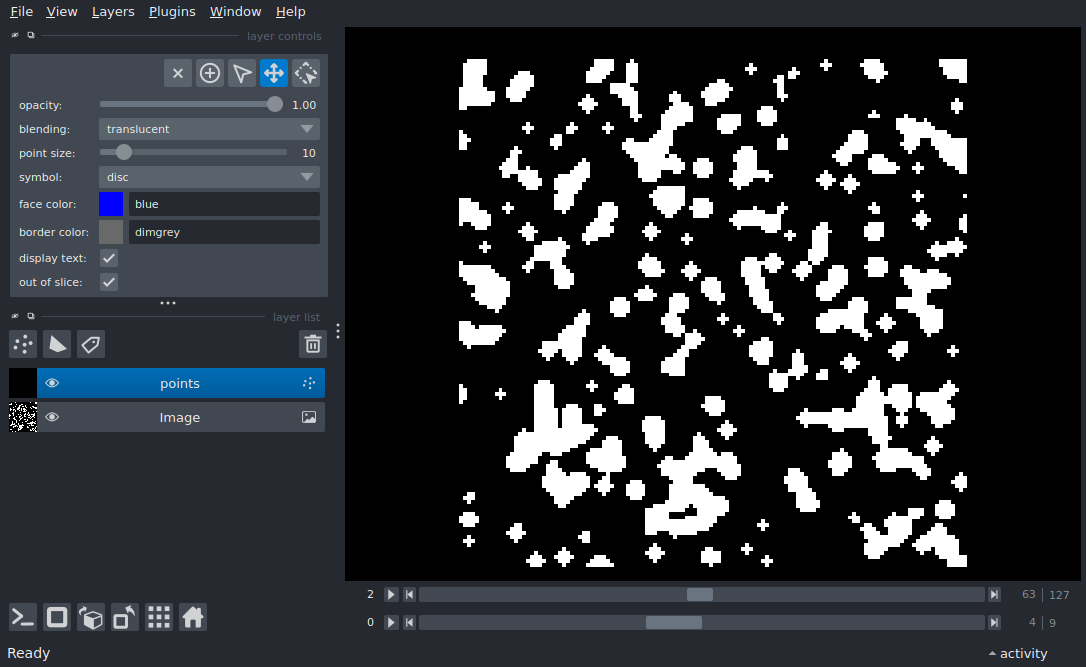 File View Layers Plugins Window Help
layer controls
opacity: 1.00
blending: translucent
point size: 10
symbol: disc
face color: blue
border color: dimgrey
display text:
out of slice:
layer list
points
Image
2 63 127
0 4 9
Ready activity